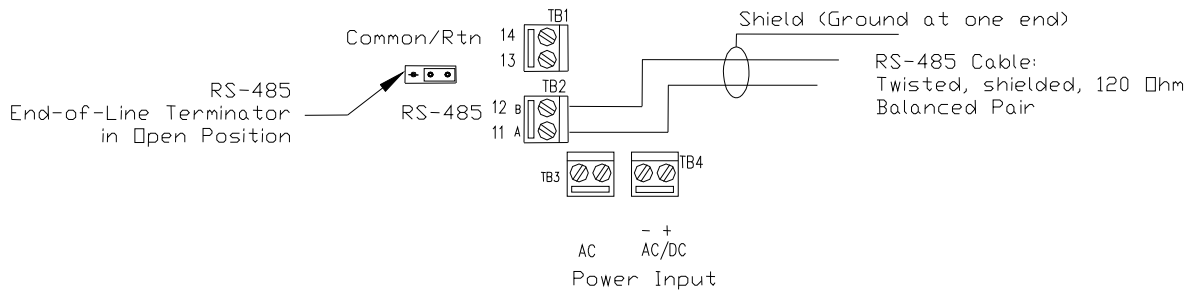 TB1
Shield (Ground at one end)
Common/Rtn
14
13
RS-485 Cable:
Twisted, shielded, 120 Ohm
Balanced Pair
RS-485
End-of-Line Terminator
in Open Position
TB2
RS-485
12 B
11 A
TB3
TB4
- +
AC
AC/DC
Power Input